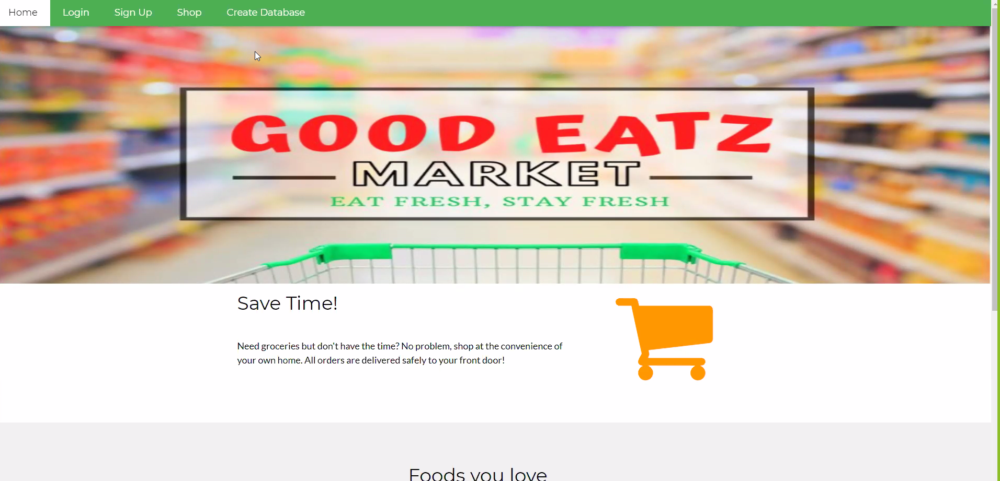 Home Login Sign Up Shop Create Database
GOOD EATZ
MARKET
EAT FRESH, STAY FRESH
Save Time!
Need groceries but don't have the time? No problem, shop at the convenience of
your own home. All orders are delivered safely to your front door!
Foods you love